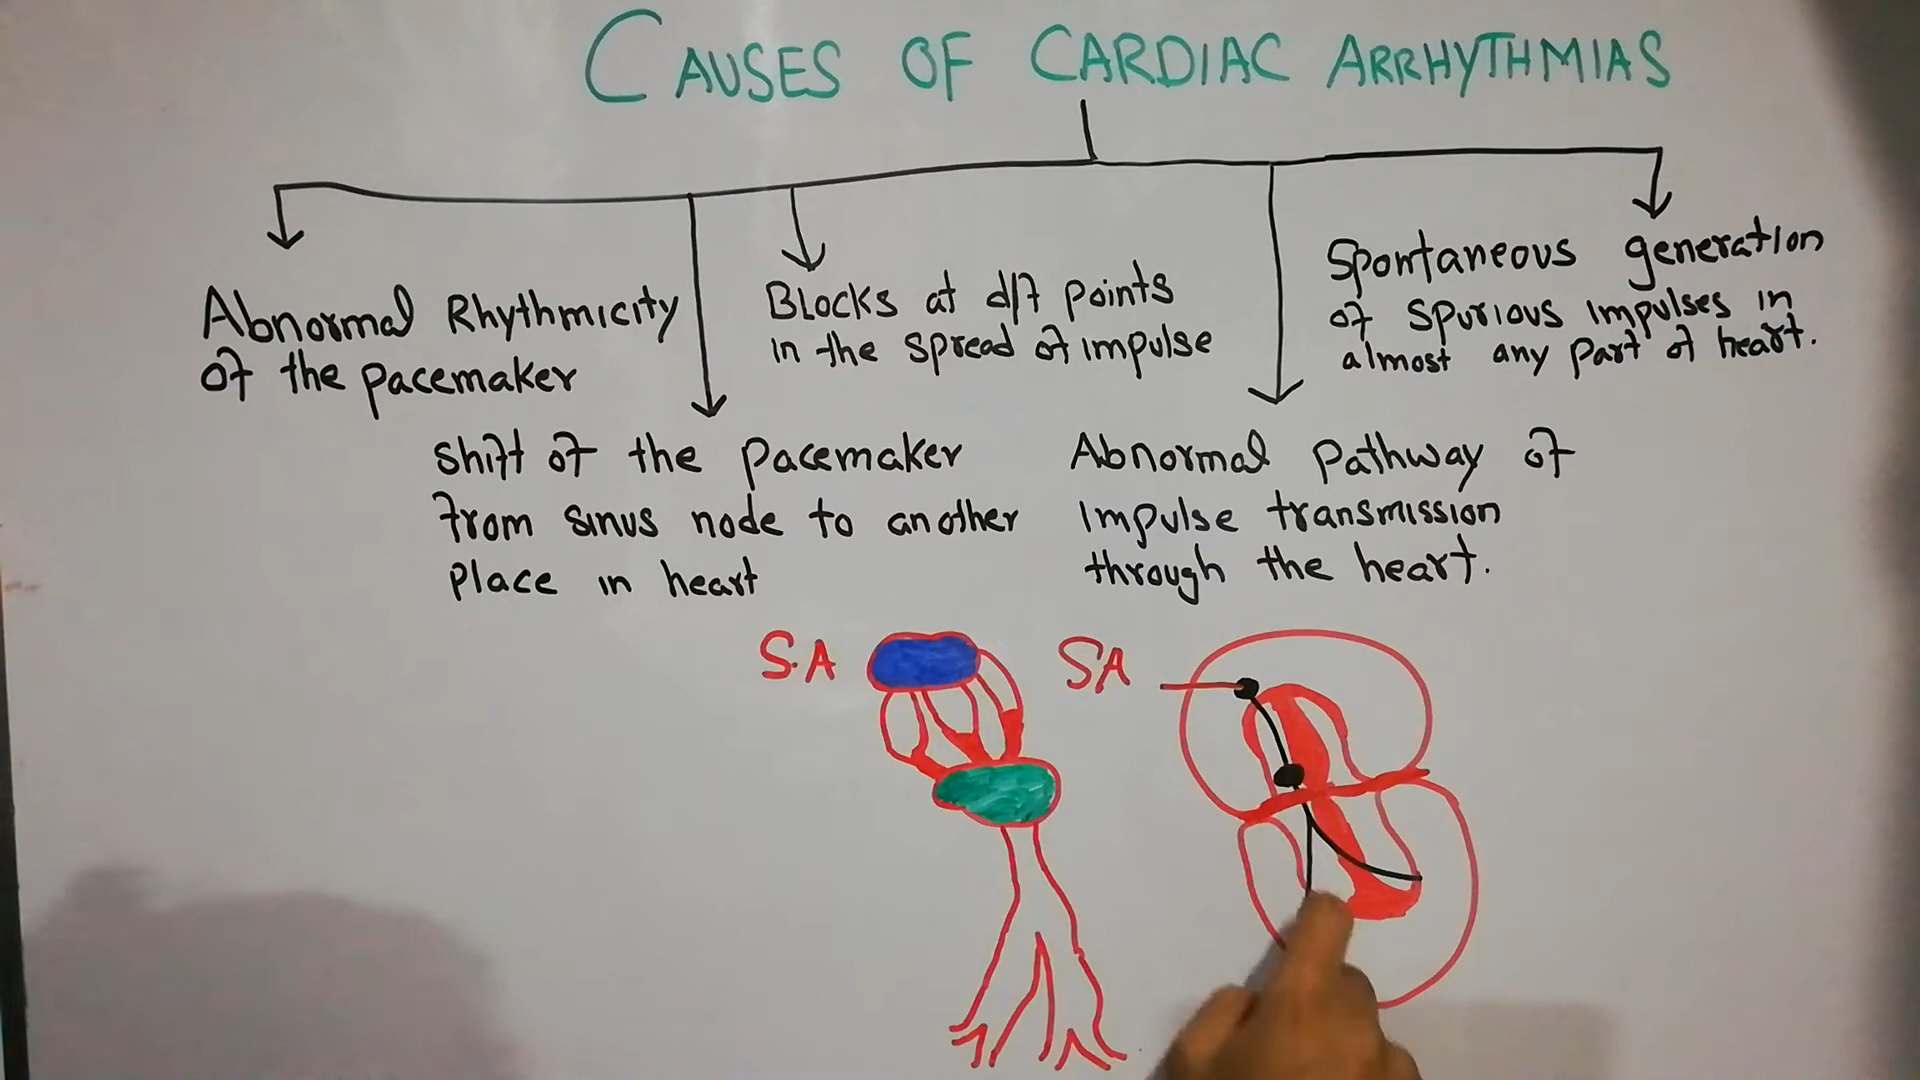 CAUSES OF CARDIAC ARRHYTHMIAS
Abnormal Rhythmicity
of the pacemaker
Shift of the pacemaker
from sinus node to another
place in heart
Blocks at d/f points
in the spread of impulse
Abnormal pathway of
impulse transmission
through the heart.
Spontaneous generation
of spurious impulses in
almost any part of heart.
S.A
SA